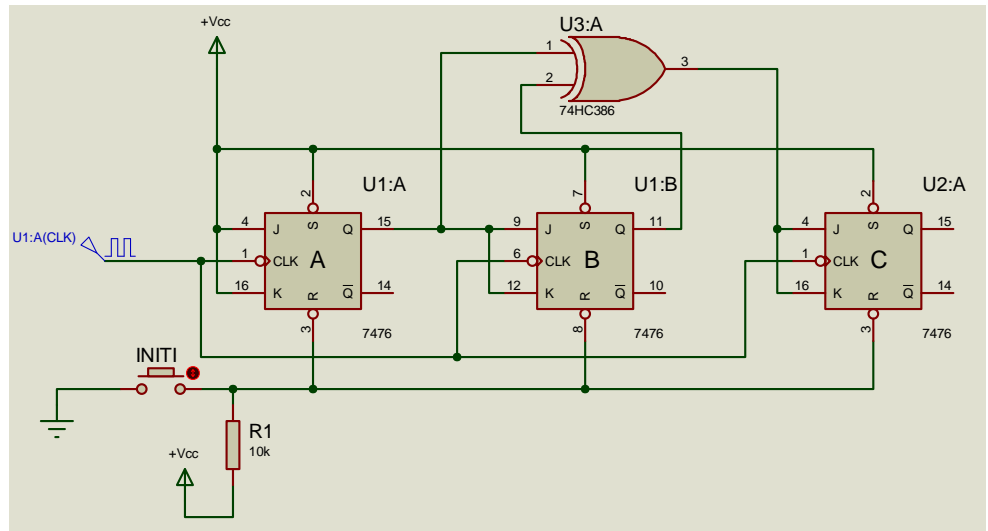 U3:A
+Vcc
1
2
3
74HC386
U1:A
U1:B
U2:A
2
7
2
4
J
S
Q
15
9
J
S
Q
11
4
J
S
Q
15
U1:A(CLK)
1
CLK
A
6
CLK
B
1
CLK
C
16
K
R
Q
14
12
K
R
Q
10
16
K
R
Q
14
3
7476
8
7476
3
7476
INITI
R1
10k
+Vcc